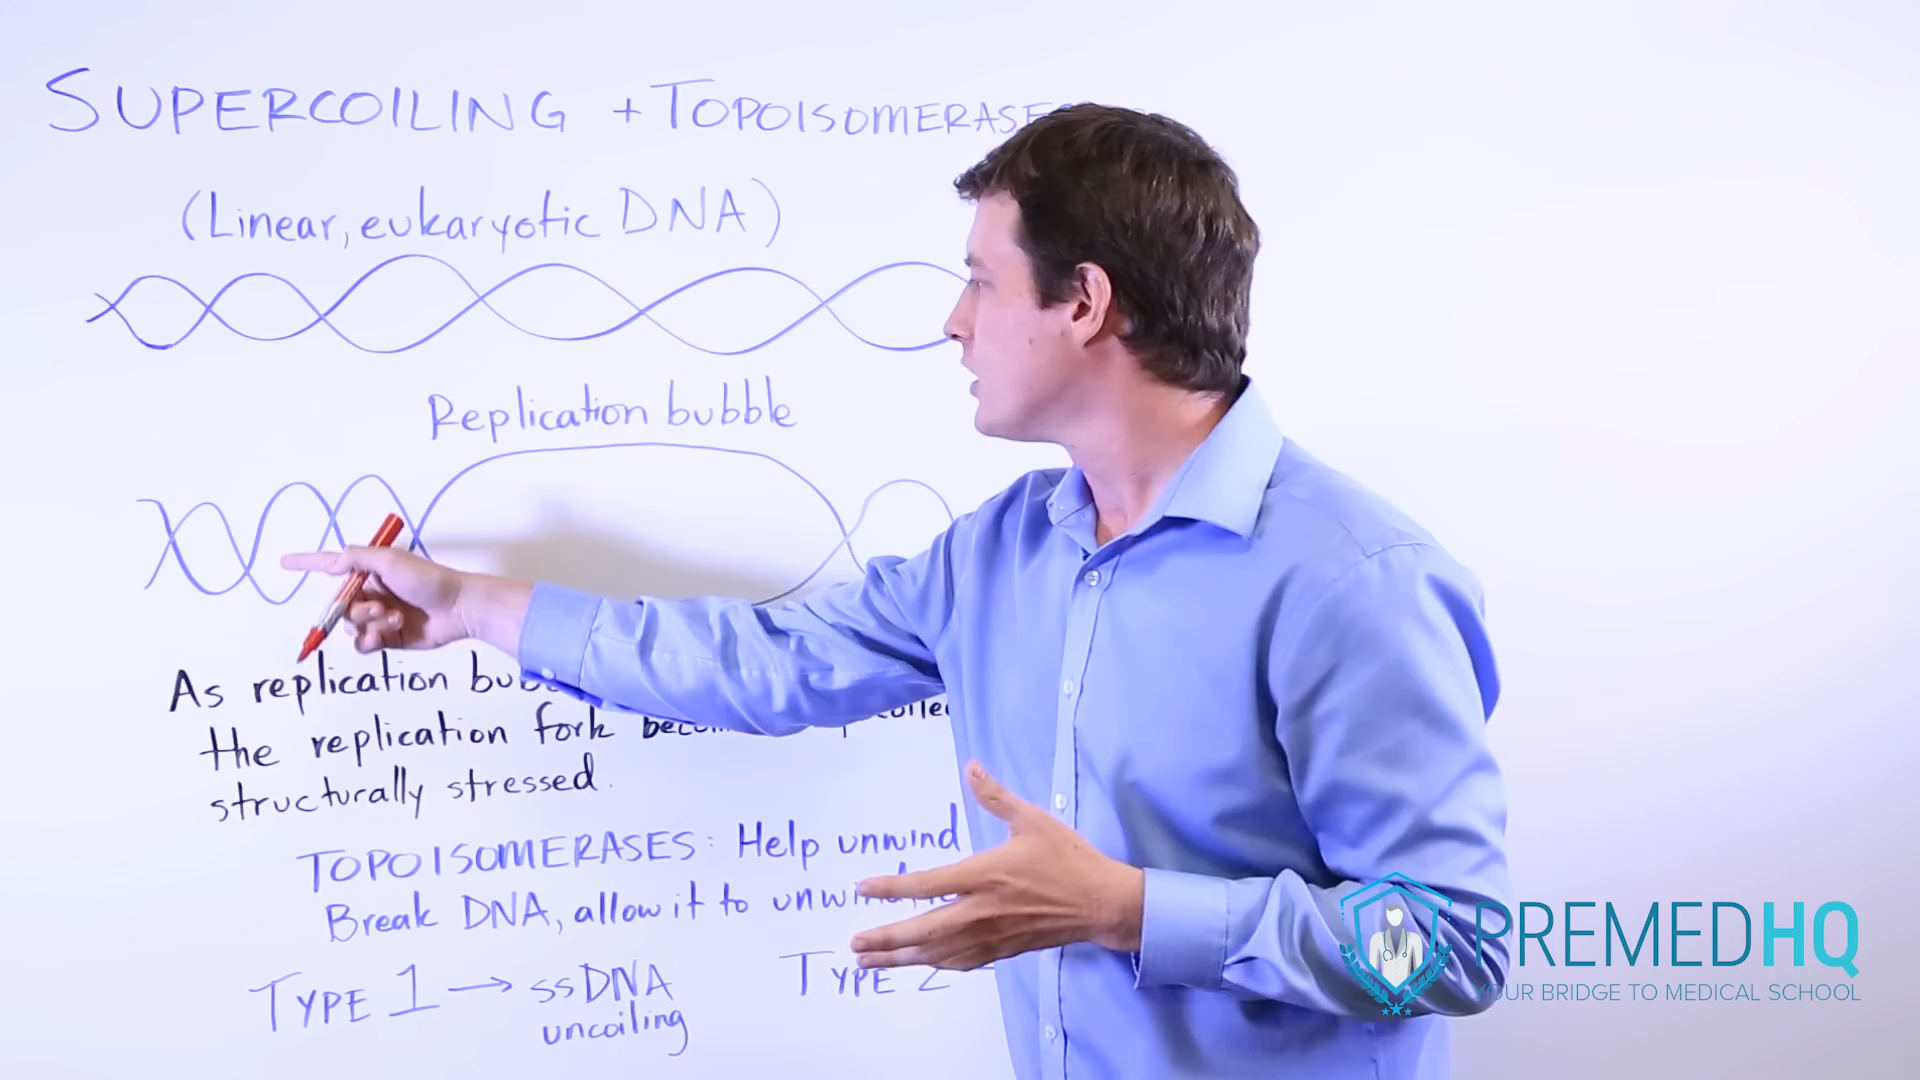 SUPERCOILING + TOPOISOMERASE
(Linear, eukaryotic DNA)
Replication bubble
As replication
the replication fork
structurally stressed.
TOPOISOMERASES: Help unwind
Break DNA, allow it to
TYPE 1 → ssDNA
uncoiling
TYPE 2
PREMEDHQ
YOUR BRIDGE TO MEDICAL SCHOOL